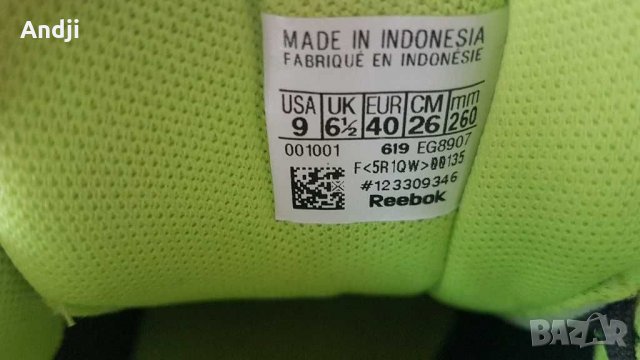 Andji
MADE IN INDONESIA
FABRIQUÉ EN INDONÉSIE
USA UK EUR CM mm
9 6½ 40 26 260
001001 619 EG8907
F<5R1QW>00135
#123309346
Reebok
BAZAR